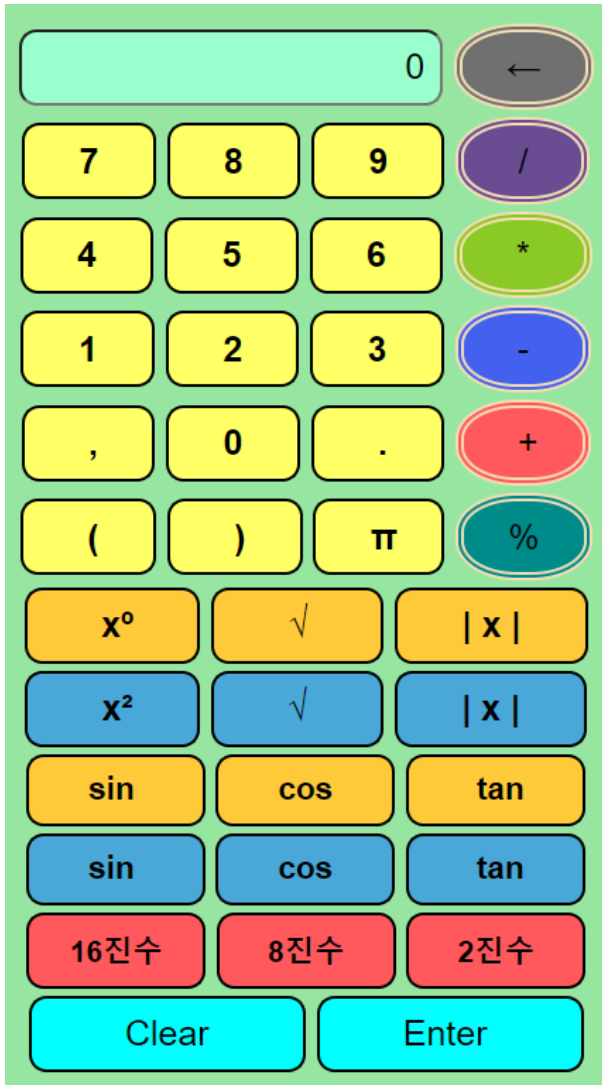 0 ←
7 8 9 /
4 5 6 *
1 2 3 -
, 0 . +
( ) π %
xº √ | x |
x² √ | x |
sin cos tan
sin cos tan
16진수 8진수 2진수
Clear Enter